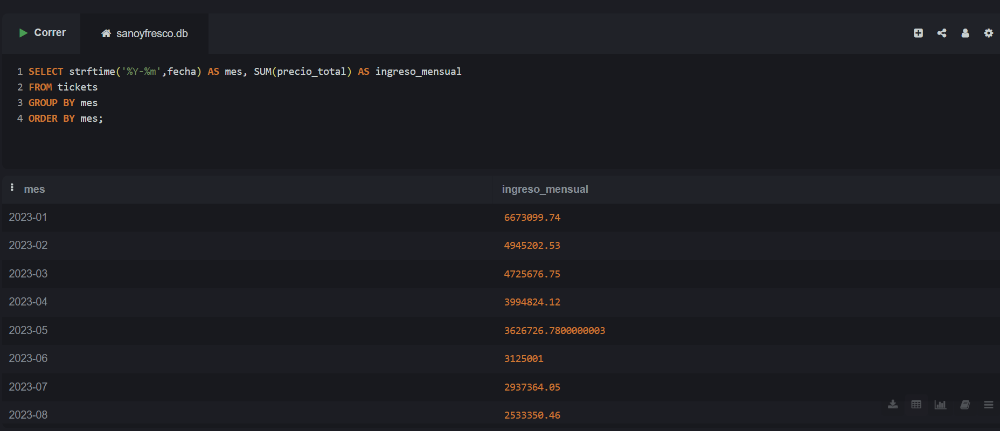 Correr
sanoyfresco.db
1 SELECT strftime('%Y-%m',fecha) AS mes, SUM(precio_total) AS ingreso_mensual
2 FROM tickets
3 GROUP BY mes
4 ORDER BY mes;
mes ingreso_mensual
2023-01 6673099.74
2023-02 4945202.53
2023-03 4725676.75
2023-04 3994824.12
2023-05 3626726.7800000003
2023-06 3125001
2023-07 2937364.05
2023-08 2533350.46